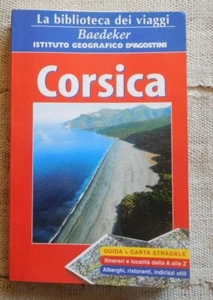 La biblioteca dei viaggi
Baedeker
ISTITUTO GEOGRAFICO DeAGOSTINI
Corsica
GUIDA + CARTA STRADALE
Itinerari e località dalla A alla Z
Alberghi, ristoranti, indirizzi utili